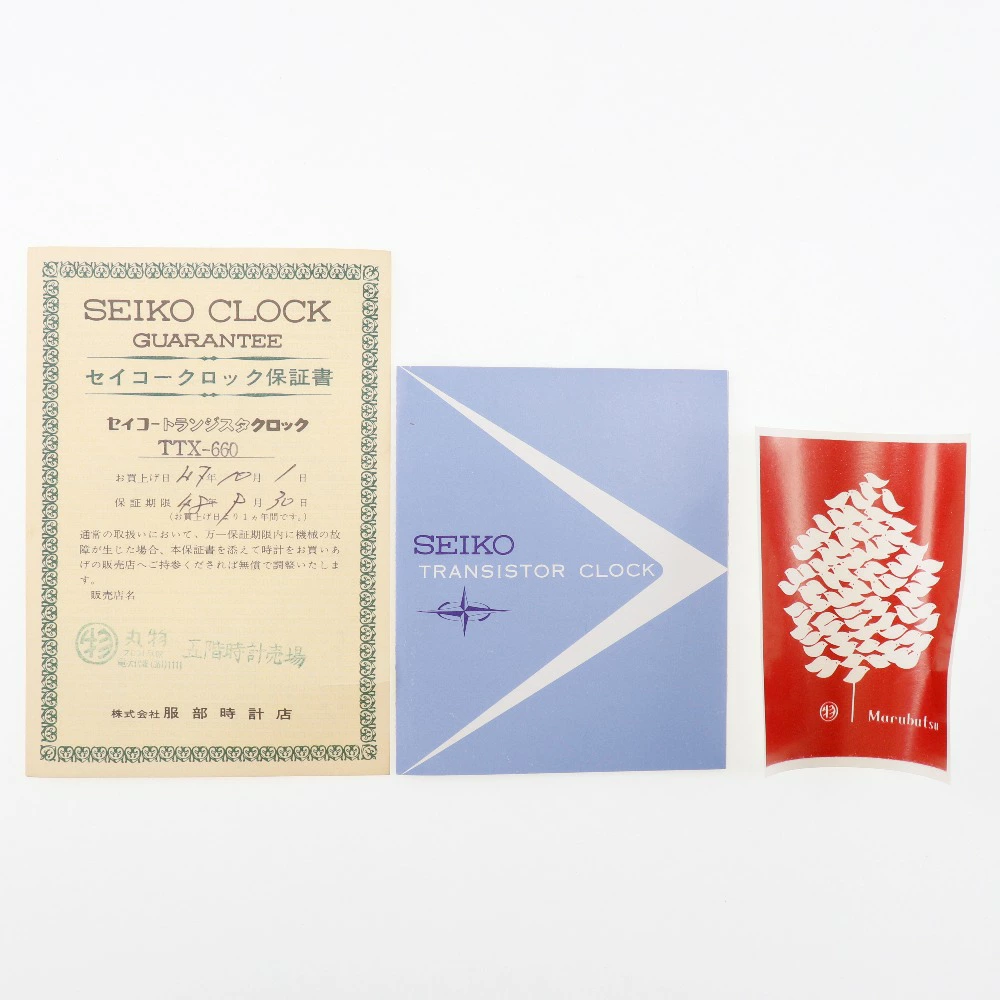 SEIKO CLOCK
GUARANTEE
セイコークロック保証書
セイコートランジスタクロック
TTX-660
お買上げ日 47年10月1日
保証期限 48年9月30日
(お買上げ日より1ヵ年間です。)
通常の取扱いにおいて、万一保証期限内に機械の故
障が生じた場合、本保証書を添えて時計をお買いあ
げの販売店へご持参くだされば無償で調整いたしま
す。
販売店名
物 丸物
五階時計売場
株式会社 服部時計店
SEIKO
TRANSISTOR CLOCK
物 Marubutsu